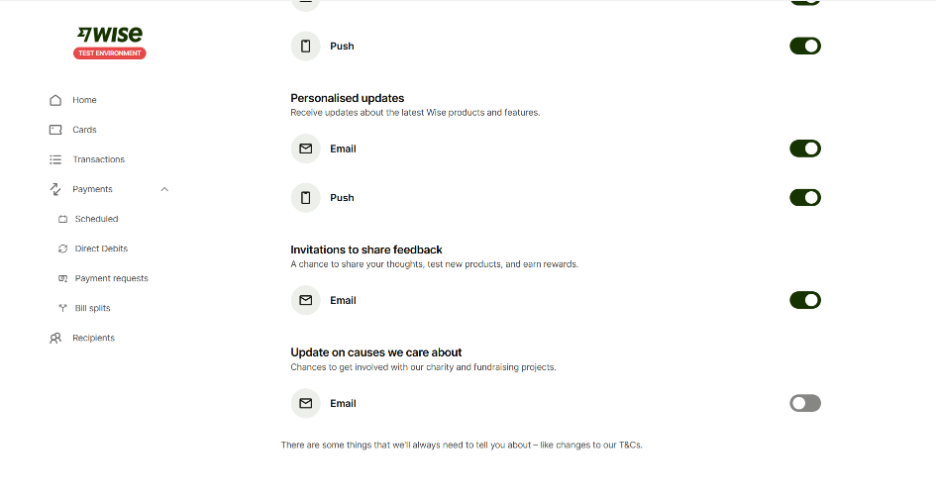 WISE
TEST ENVIRONMENT
Home
Cards
Transactions
Payments
Scheduled
Direct Debits
Payment requests
Bill splits
Recipients
Push
Personalised updates
Receive updates about the latest Wise products and features.
Email
Push
Invitations to share feedback
A chance to share your thoughts, test new products, and earn rewards.
Email
Update on causes we care about
Chances to get involved with our charity and fundraising projects.
Email
There are some things that we'll always need to tell you about – like changes to our T&Cs.